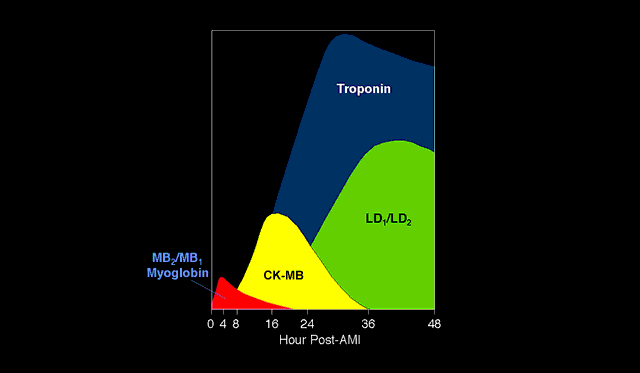 Troponin
LD₁/LD₂
MB₂/MB₁
Myoglobin
CK-MB
0 4 8 16 24 36 48
Hour Post-AMI